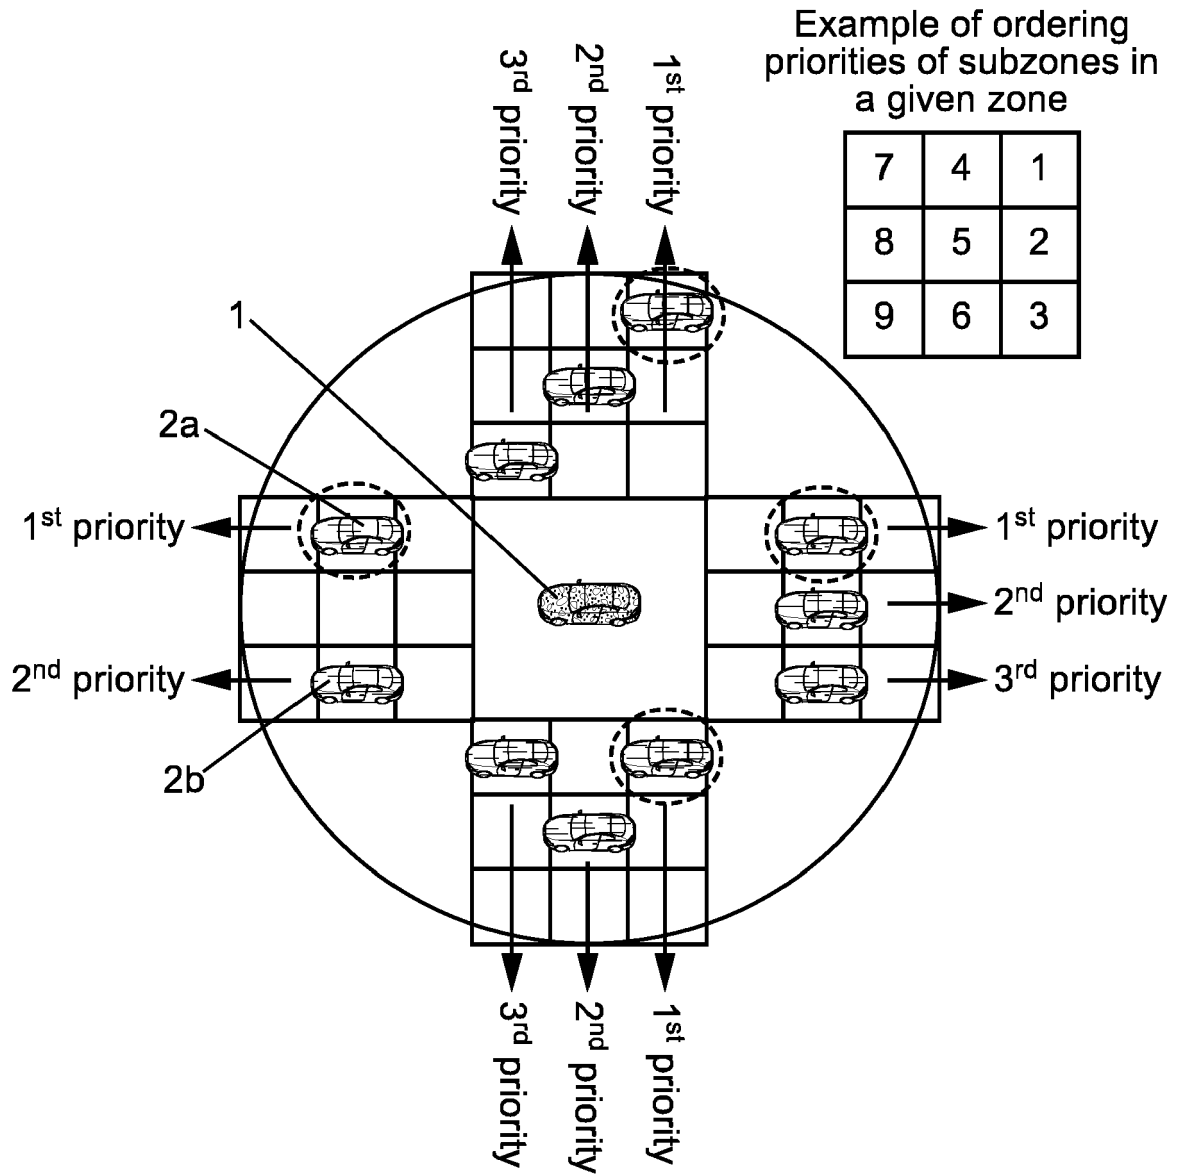 Example of ordering
priorities of subzones in
a given zone
7 4 1
8 5 2
9 6 3
3rd priority
2nd priority
1st priority
1
2a
1st priority
1st priority
2nd priority
2nd priority
3rd priority
2b
3rd priority
2nd priority
1st priority